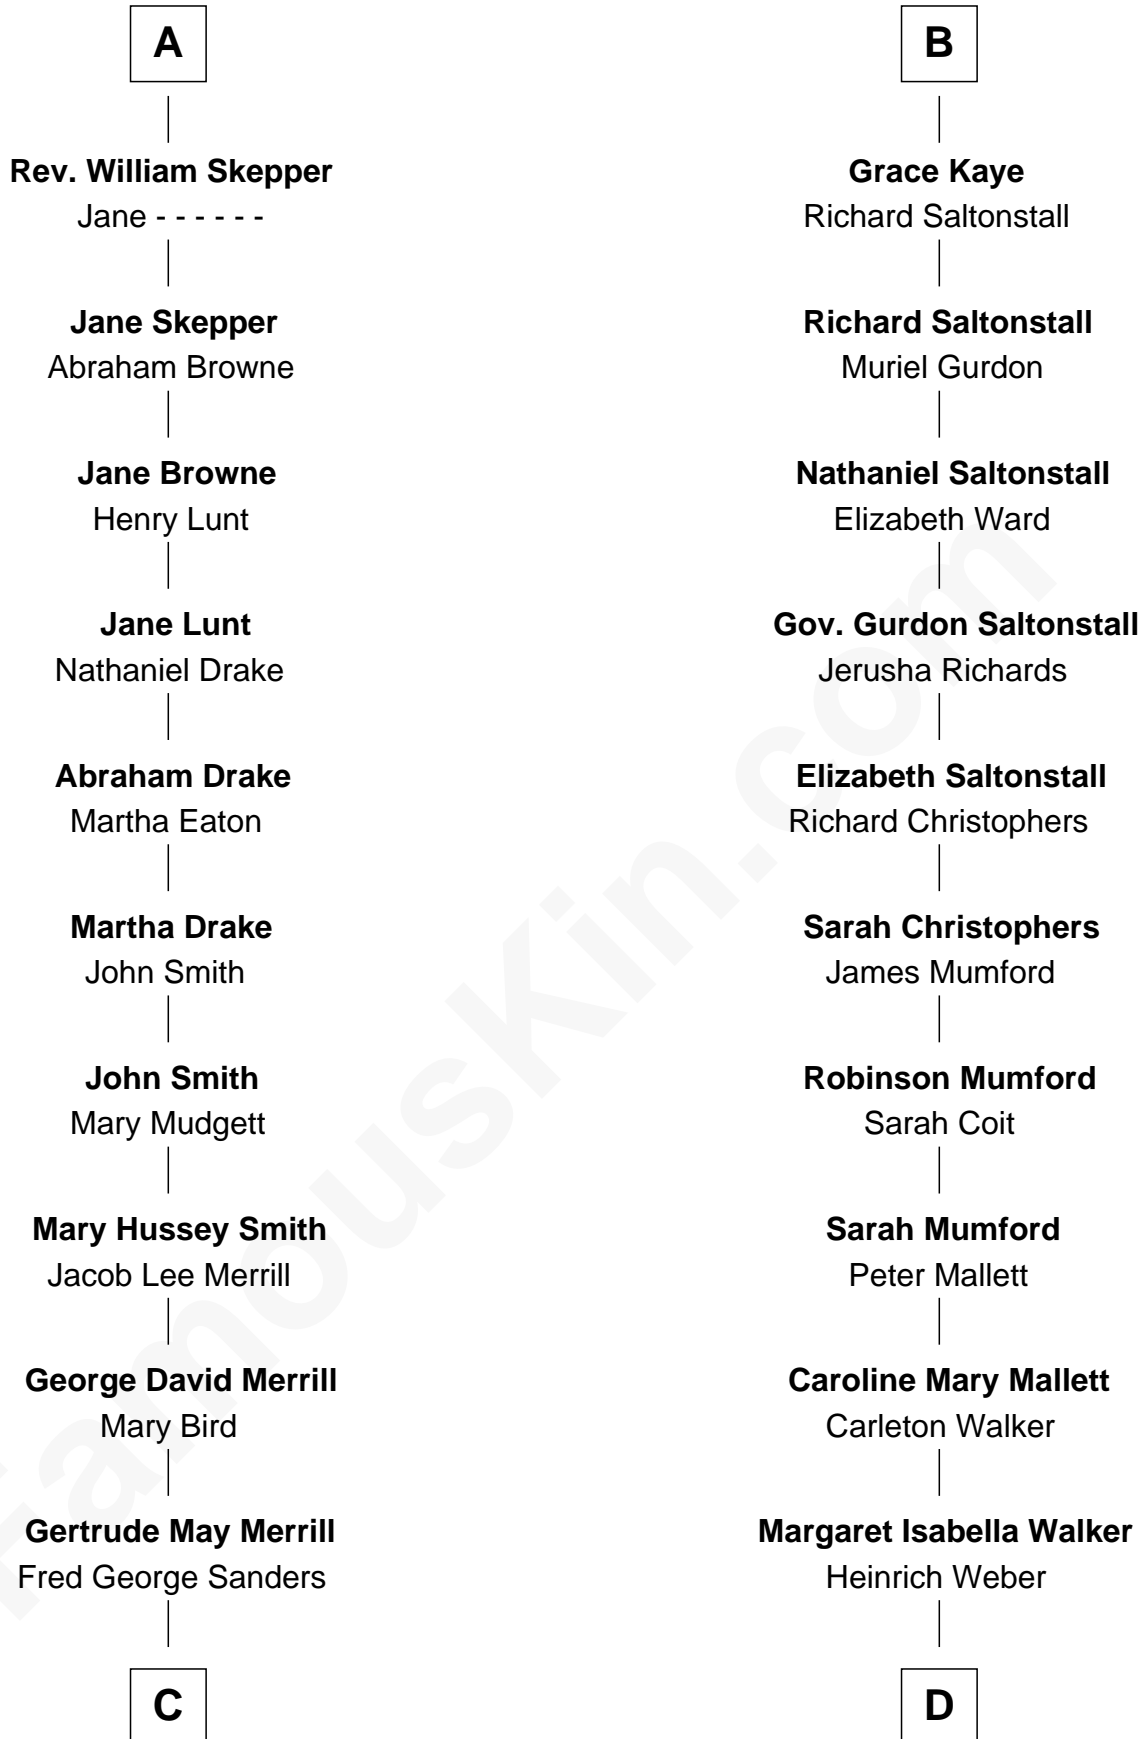 A
Rev. William Skepper
Jane - - - - - -
Jane Skepper
Abraham Browne
Jane Browne
Henry Lunt
Jane Lunt
Nathaniel Drake
Abraham Drake
Martha Eaton
Martha Drake
John Smith
John Smith
Mary Mudgett
Mary Hussey Smith
Jacob Lee Merrill
George David Merrill
Mary Bird
Gertrude May Merrill
Fred George Sanders
C
B
Grace Kaye
Richard Saltonstall
Richard Saltonstall
Muriel Gurdon
Nathaniel Saltonstall
Elizabeth Ward
Gov. Gurdon Saltonstall
Jerusha Richards
Elizabeth Saltonstall
Richard Christophers
Sarah Christophers
James Mumford
Robinson Mumford
Sarah Coit
Sarah Mumford
Peter Mallett
Caroline Mary Mallett
Carleton Walker
Margaret Isabella Walker
Heinrich Weber
D
FamousKin.com